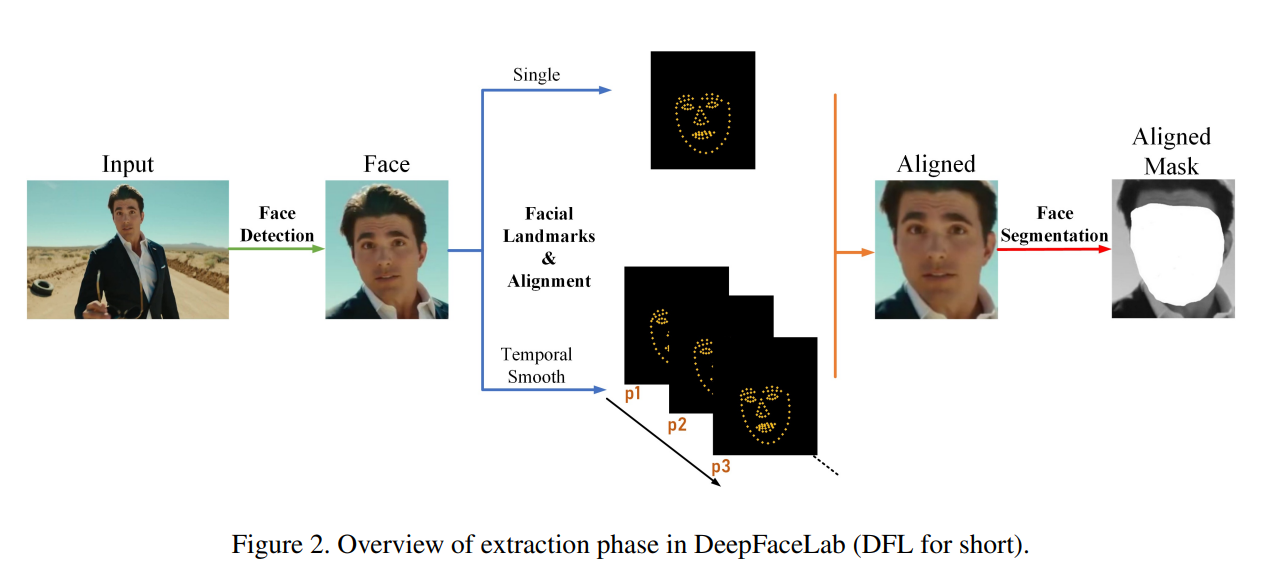 Input
Face
Detection
Face
Single
Facial
Landmarks
&
Alignment
Temporal
Smooth
p1
p2
p3
Aligned
Face
Segmentation
Aligned
Mask
Figure 2. Overview of extraction phase in DeepFaceLab (DFL for short).